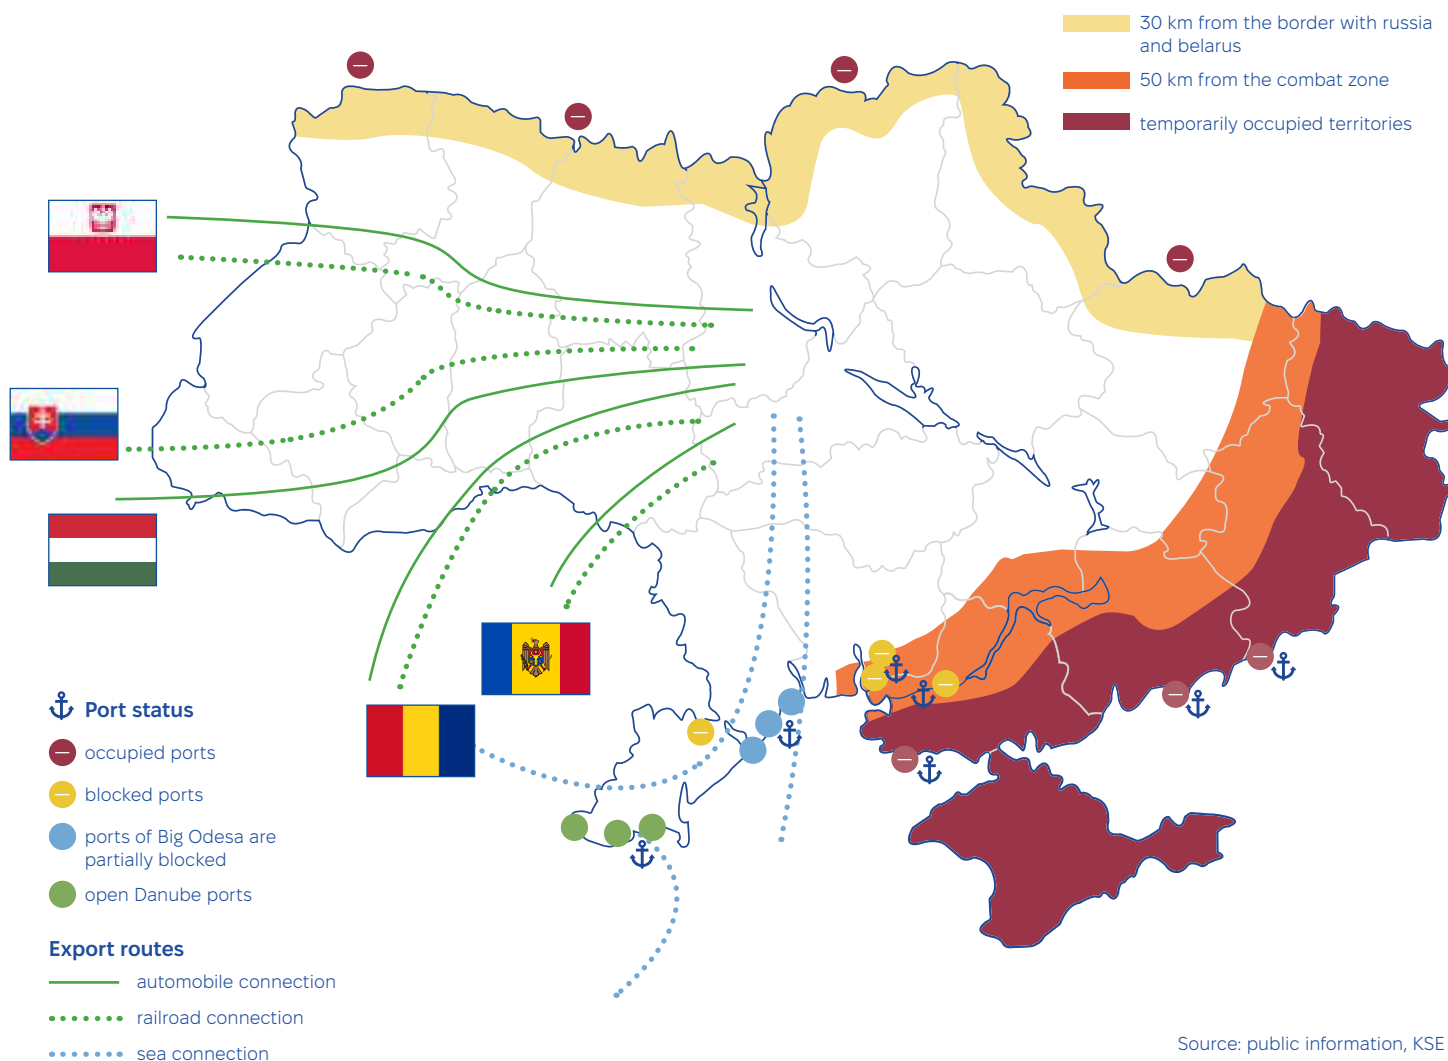 30 km from the border with russia
and belarus
50 km from the combat zone
temporarily occupied territories
Port status
occupied ports
blocked ports
ports of Big Odesa are
partially blocked
open Danube ports
Export routes
automobile connection
railroad connection
sea connection
Source: public information, KSE